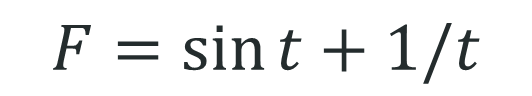 F = sin t + 1/t